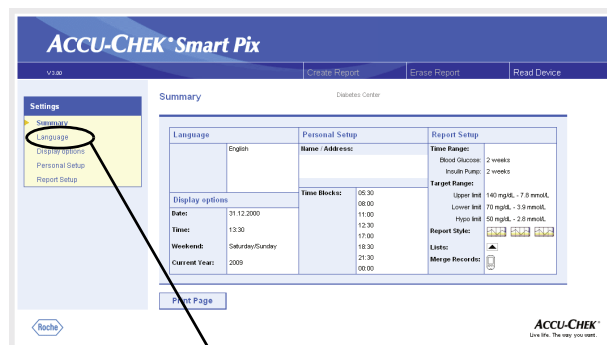 ACCU-CHEK® Smart Pix
V 3.00
Create Report
Erase Report
Read Device
Settings
Summary
Language
Display options
Personal Setup
Report Setup
Summary
Diabetes Center
Language
English
Display options
Date: 31.12.2000
Time: 13:30
Weekend: Saturday/Sunday
Current Year: 2009
Personal Setup
Name / Address:
Time Blocks: 05:30
08:00
11:00
12:30
17:00
18:30
21:30
00:00
Report Setup
Time Range:
Blood Glucose: 2 weeks
Insulin Pump: 2 weeks
Target Range:
Upper limit 140 mg/dL - 7.8 mmol/L
Lower limit 70 mg/dL - 3.9 mmol/L
Hypo limit 50 mg/dL - 2.8 mmol/L
Report Style:
Lists:
Merge Records:
Print Page
Roche
ACCU-CHEK®
Live life. The way you want.